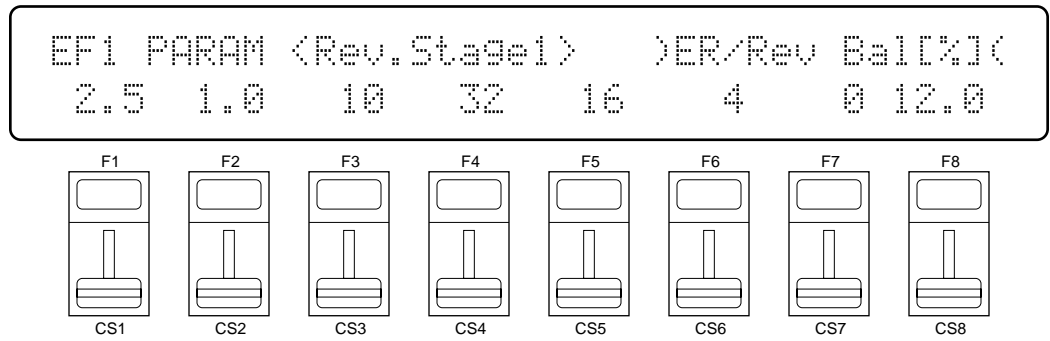 EF1 PARAM <Rev.Stage1> )ER/Rev Bal[%](
2.5 1.0 10 32 16 4 0 12.0
F1 F2 F3 F4 F5 F6 F7 F8
CS1 CS2 CS3 CS4 CS5 CS6 CS7 CS8